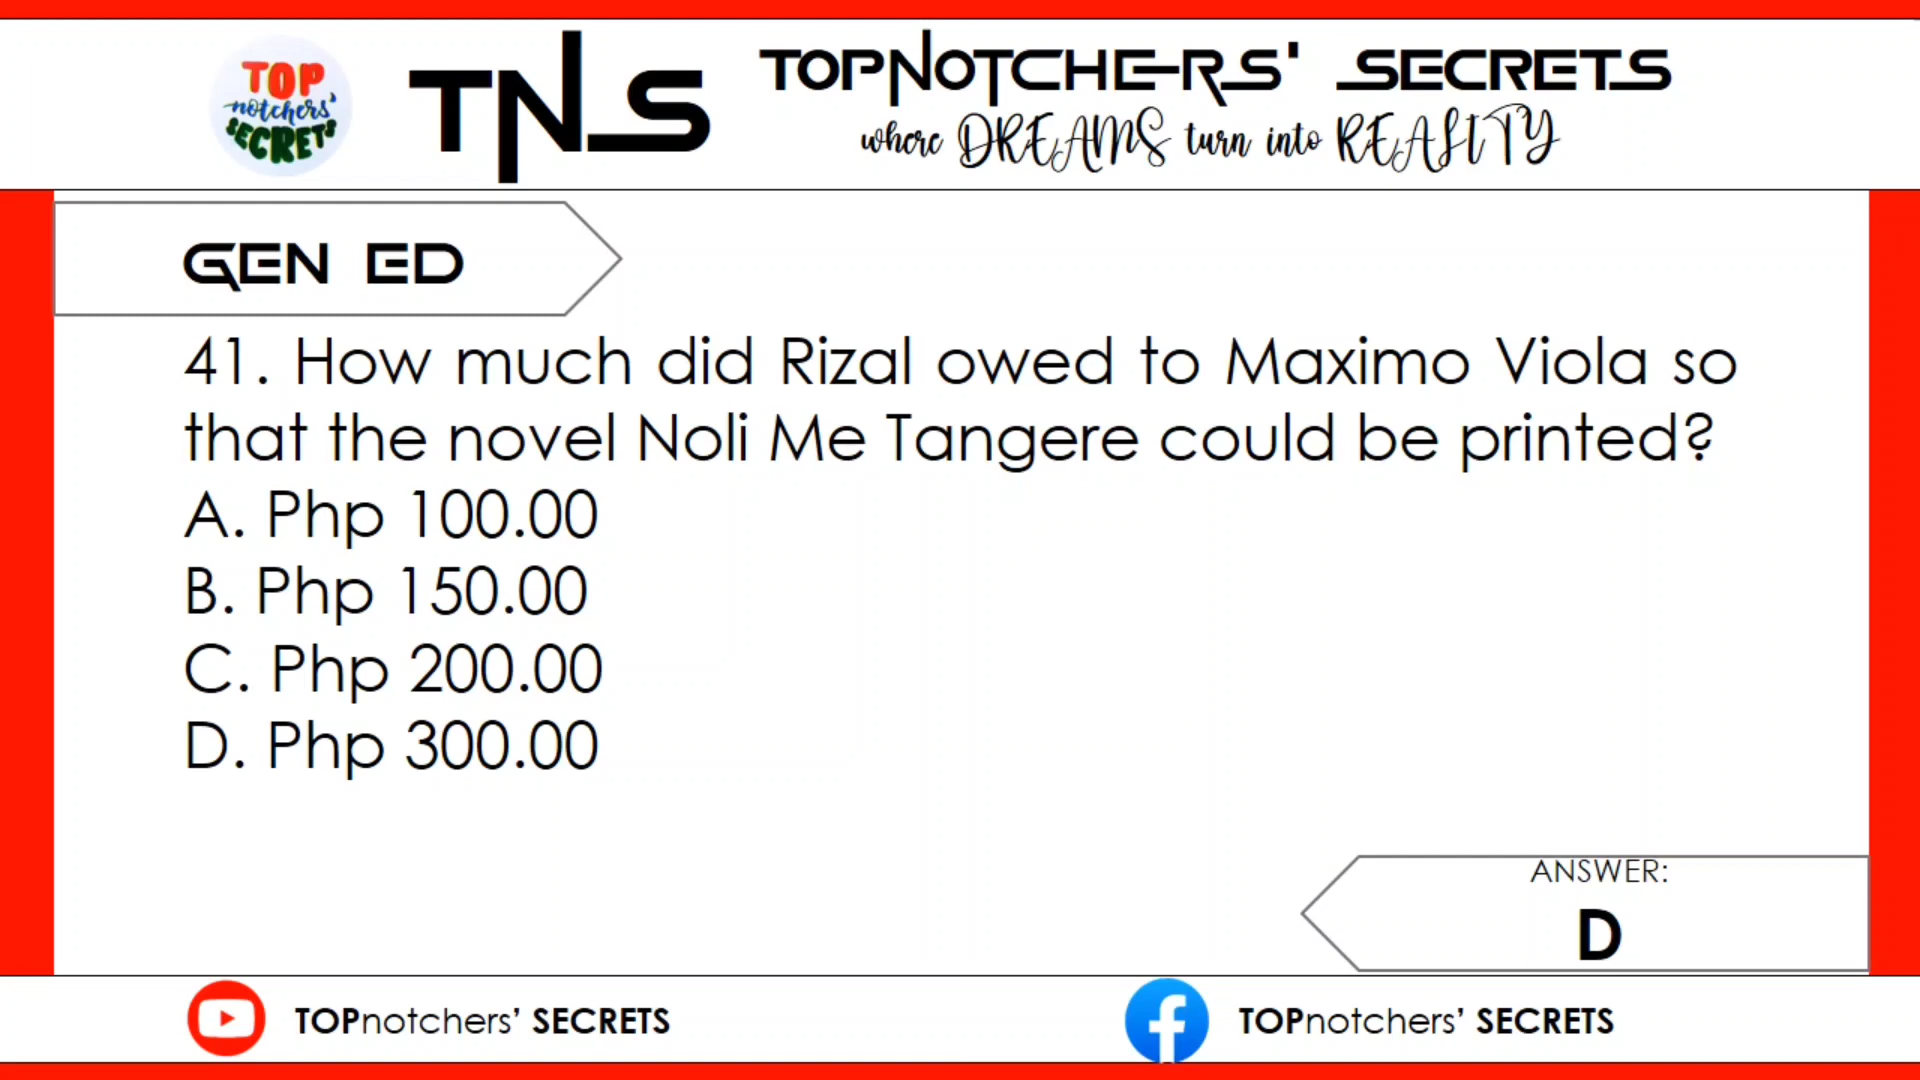 TOP
notchers'
SECRETS
TNS
TOPNOTCHERS' SECRETS
where DREAMS turn into REALITY
GEN ED
41. How much did Rizal owed to Maximo Viola so
that the novel Noli Me Tangere could be printed?
A. Php 100.00
B. Php 150.00
C. Php 200.00
D. Php 300.00
ANSWER:
D
TOPnotchers’ SECRETS
TOPnotchers’ SECRETS